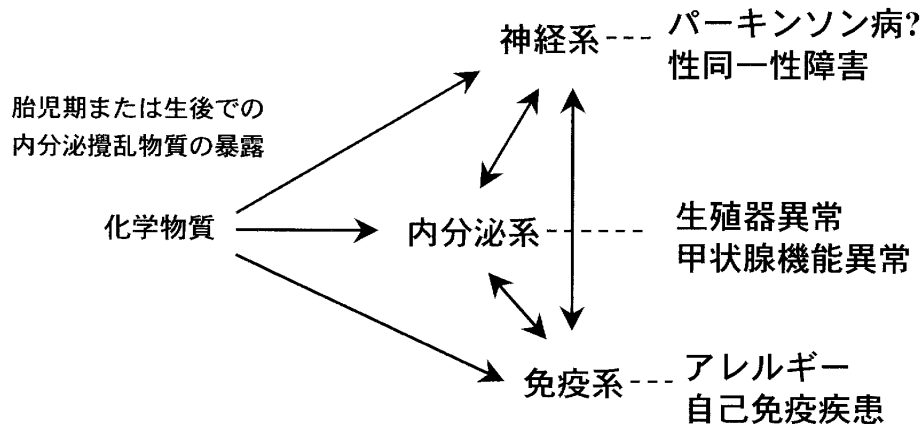 神経系
パーキンソン病?
性同一性障害
胎児期または生後での
内分泌攪乱物質の暴露
化学物質
内分泌系
生殖器異常
甲状腺機能異常
免疫系
アレルギー
自己免疫疾患